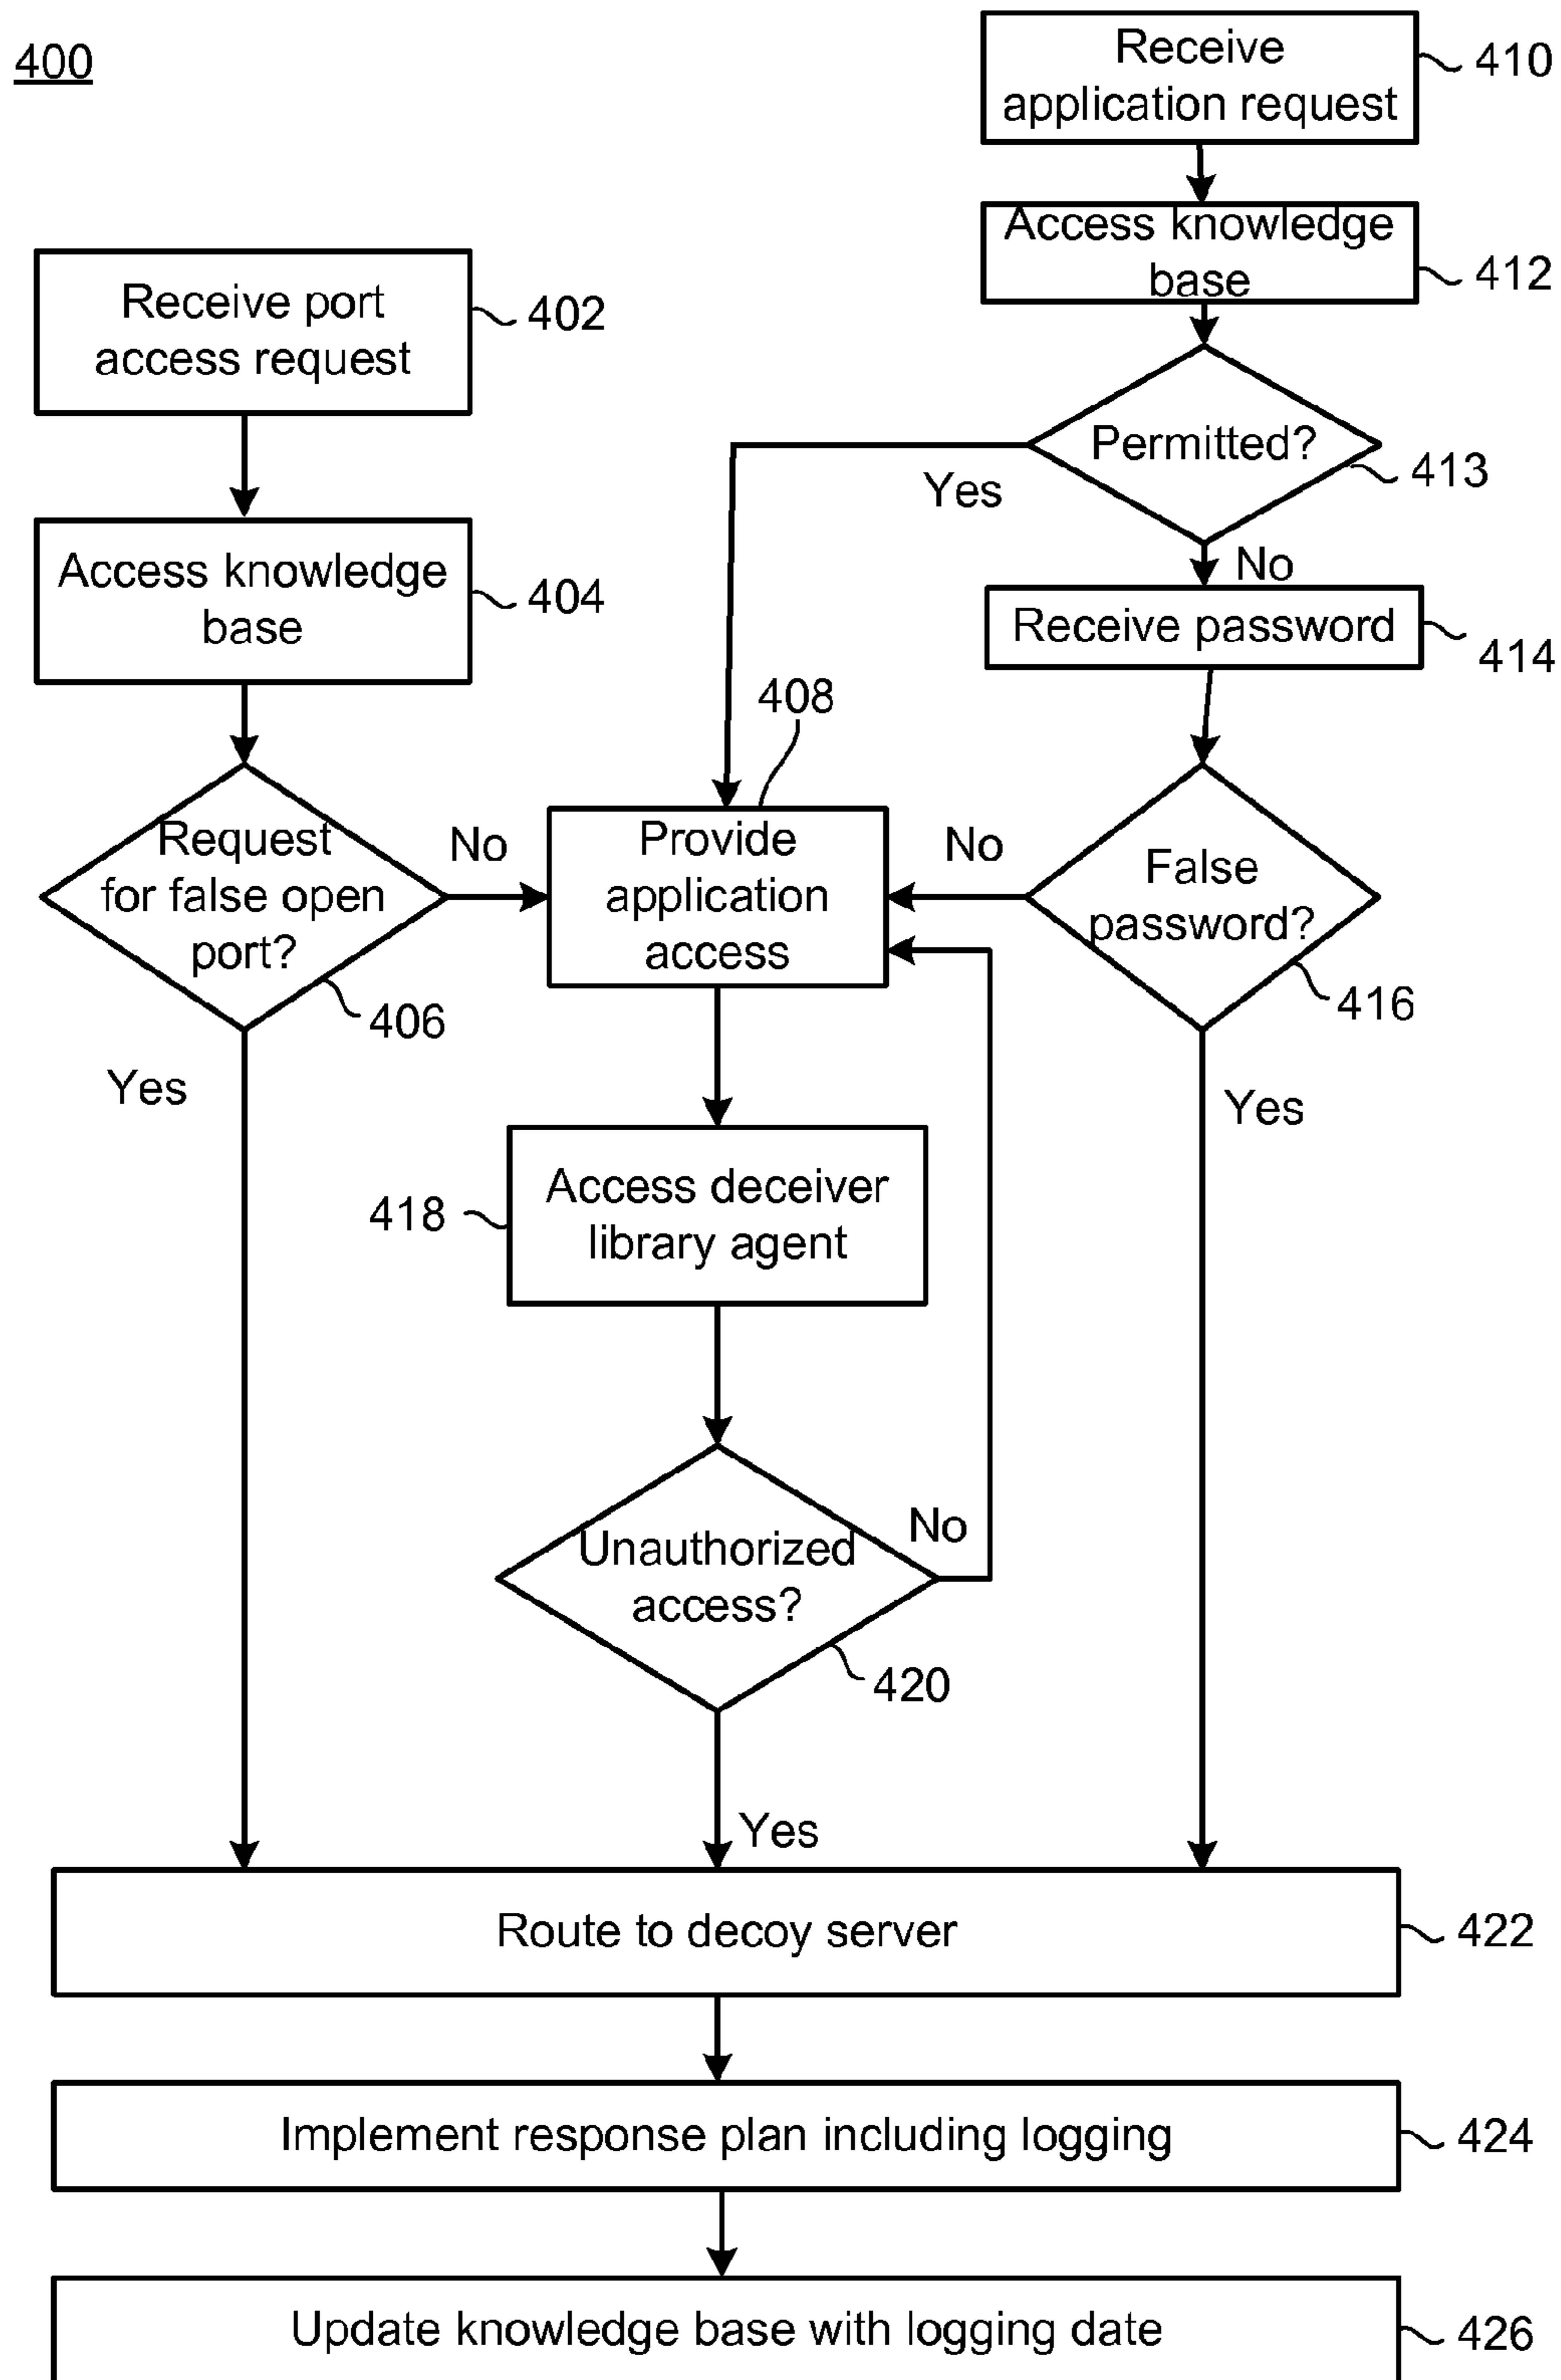 400
Receive
application request
410
Access knowledge
base
412
Receive port
access request
402
Permitted?
413
Yes
No
Access knowledge
base
404
Receive password
414
408
Request
for false open
port?
406
No
Yes
Provide
application
access
No
False
password?
416
Yes
Access deceiver
library agent
418
Unauthorized
access?
No
420
Yes
Route to decoy server
422
Implement response plan including logging
424
Update knowledge base with logging date
426